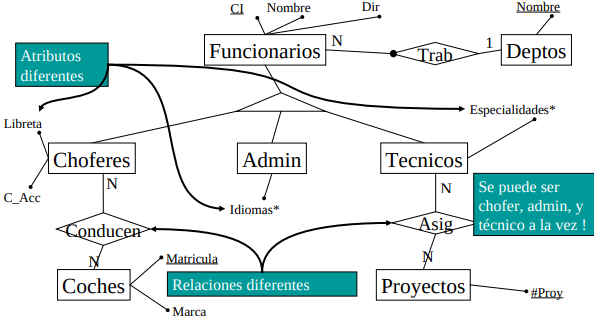 CI
Nombre
Dir
Nombre
Atributos
diferentes
Funcionarios
N
Trab
1
Deptos
Libreta
Especialidades*
Choferes
Admin
Tecnicos
C_Acc
N
Idiomas*
N
Se puede ser
chofer, admin, y
técnico a la vez !
Conducen
Asig
N
Matricula
N
Coches
Relaciones diferentes
Proyectos
#Proy
Marca